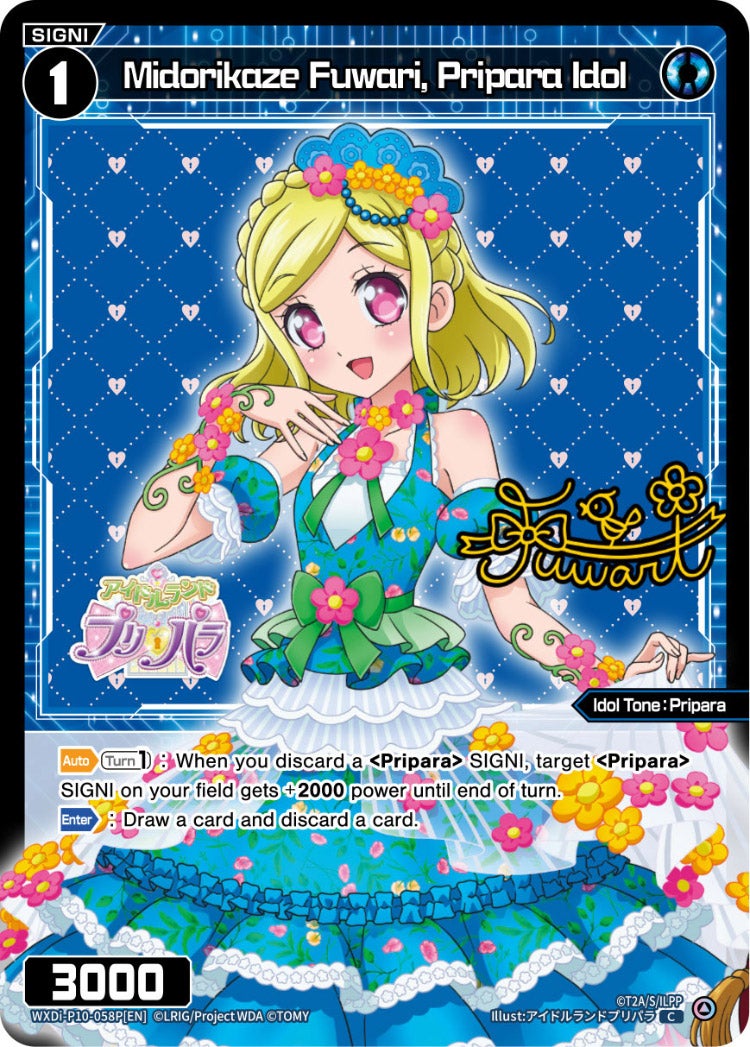 SIGNI
1
Midorikaze Fuwari, Pripara Idol
Fuwari
アイドルランド
プリパラ
Idol Tone:Pripara
Auto Turn 1 : When you discard a <Pripara> SIGNI, target <Pripara>
SIGNI on your field gets +2000 power until end of turn.
Enter : Draw a card and discard a card.
3000
©T2A/S/ILPP
WXDi-P10-058P[EN] ©LRIG/Project WDA ©TOMY
Illust:アイドルランドプリパラ C